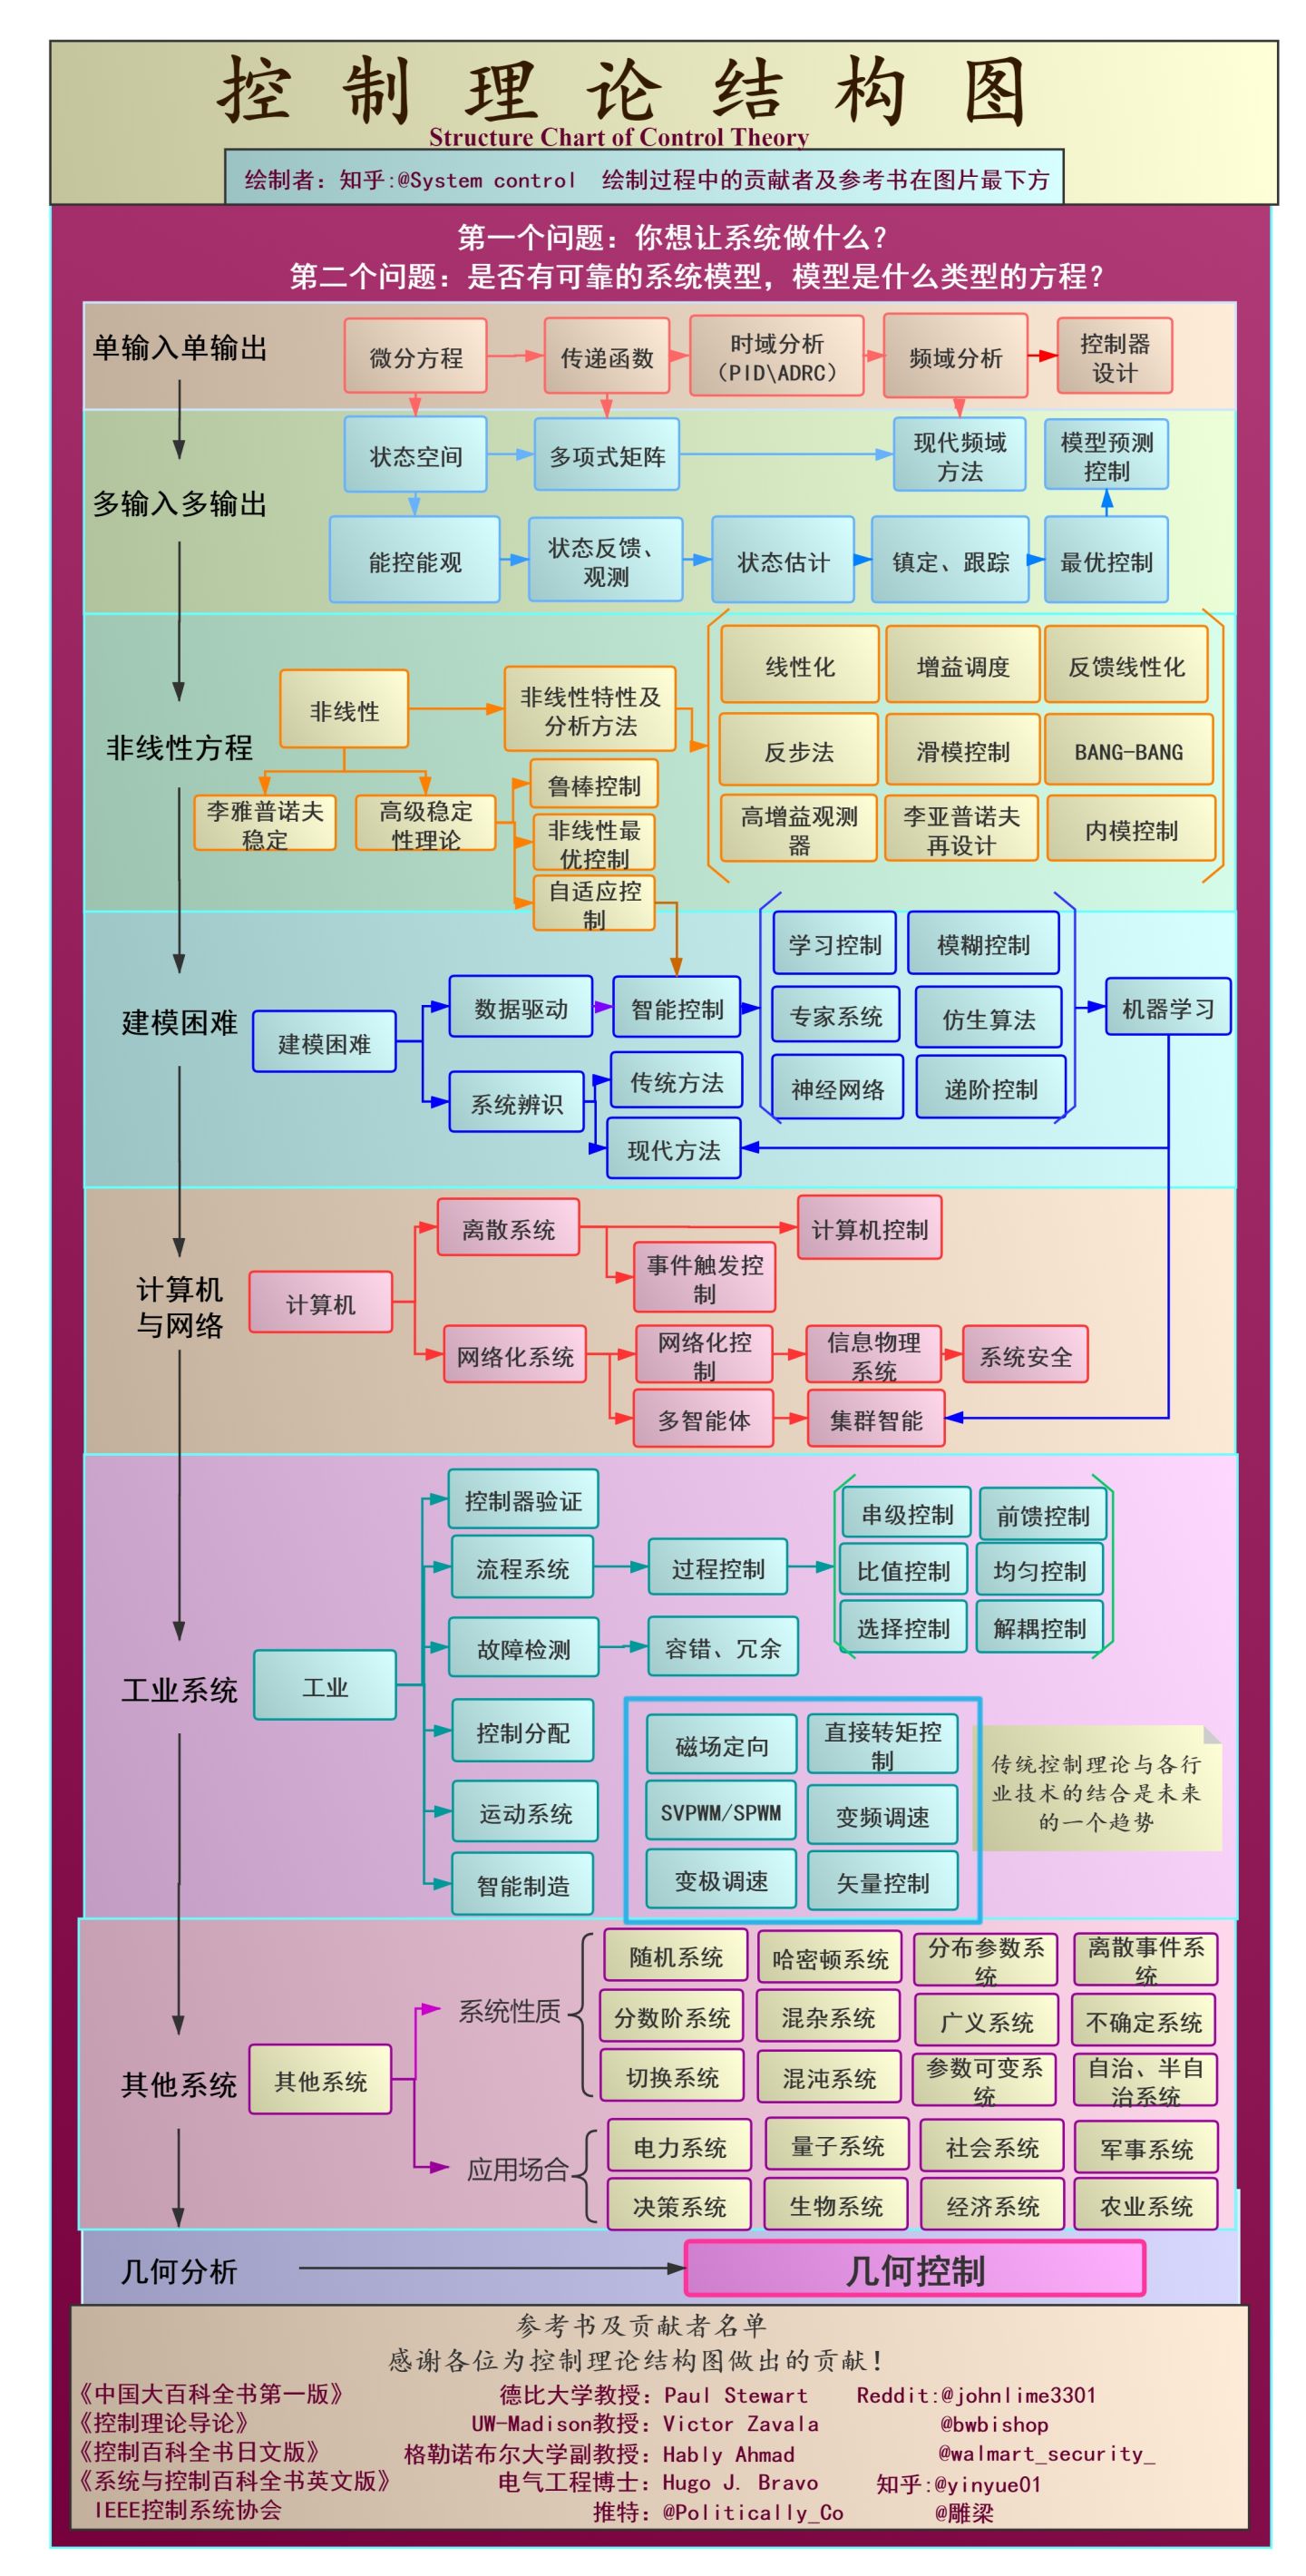 控制理论结构图
Structure Chart of Control Theory
绘制者：知乎:@System control 绘制过程中的贡献者及参考书在图片最下方
第一个问题：你想让系统做什么？
第二个问题：是否有可靠的系统模型，模型是什么类型的方程？
单输入单输出
微分方程
传递函数
时域分析
（PID\ADRC）
频域分析
控制器
设计
多输入多输出
状态空间
多项式矩阵
现代频域
方法
模型预测
控制
能控能观
状态反馈、
观测
状态估计
镇定、跟踪
最优控制
非线性方程
非线性
非线性特性及
分析方法
李雅普诺夫
稳定
高级稳定
性理论
鲁棒控制
非线性最
优控制
自适应控
制
线性化
增益调度
反馈线性化
反步法
滑模控制
BANG-BANG
高增益观测
器
李亚普诺夫
再设计
内模控制
建模困难
建模困难
数据驱动
智能控制
系统辨识
传统方法
现代方法
学习控制
模糊控制
专家系统
仿生算法
神经网络
递阶控制
机器学习
计算机
与网络
计算机
离散系统
计算机控制
事件触发控
制
网络化系统
网络化控
制
信息物理
系统
系统安全
多智能体
集群智能
工业系统
工业
控制器验证
流程系统
过程控制
串级控制
前馈控制
比值控制
均匀控制
选择控制
解耦控制
故障检测
容错、冗余
控制分配
运动系统
智能制造
磁场定向
直接转矩控
制
SVPWM/SPWM
变频调速
变极调速
矢量控制
传统控制理论与各行
业技术的结合是未来
的一个趋势
其他系统
其他系统
系统性质
随机系统
哈密顿系统
分布参数系
统
离散事件系
统
分数阶系统
混杂系统
广义系统
不确定系统
切换系统
混沌系统
参数可变系
统
自治、半自
治系统
应用场合
电力系统
量子系统
社会系统
军事系统
决策系统
生物系统
经济系统
农业系统
几何分析
几何控制
参考书及贡献者名单
感谢各位为控制理论结构图做出的贡献！
《中国大百科全书第一版》 德比大学教授：Paul Stewart Reddit:@johnlime3301
《控制理论导论》 UW-Madison教授：Victor Zavala @bwbishop
《控制百科全书日文版》 格勒诺布尔大学副教授：Hably Ahmad @walmart_security_
《系统与控制百科全书英文版》 电气工程博士：Hugo J. Bravo 知乎:@yinyue01
IEEE控制系统协会 推特：@Politically_Co @雕梁